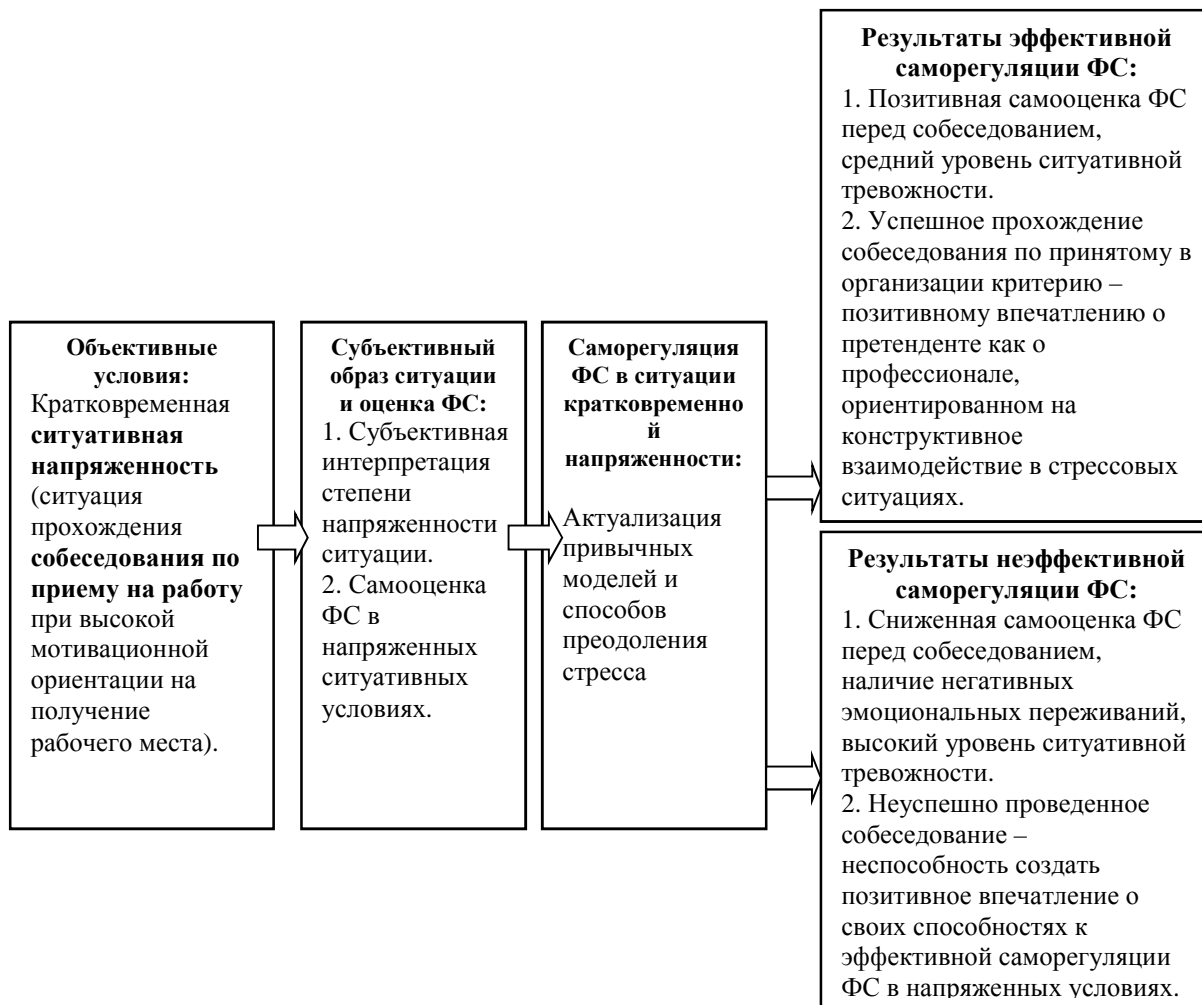 Объективные
условия:
Кратковременная
ситуативная
напряженность
(ситуация
прохождения
собеседования по
приему на работу
при высокой
мотивационной
ориентации на
получение
рабочего места).
Субъективный
образ ситуации
и оценка ФС:
1. Субъективная
интерпретация
степени
напряженности
ситуации.
2. Самооценка
ФС в
напряженных
ситуативных
условиях.
Саморегуляция
ФС в ситуации
кратковременно
й
напряженности:
Актуализация
привычных
моделей и
способов
преодоления
стресса
Результаты эффективной
саморегуляции ФС:
1. Позитивная самооценка ФС
перед собеседованием,
средний уровень ситуативной
тревожности.
2. Успешное прохождение
собеседования по принятому в
организации критерию –
позитивному впечатлению о
претенденте как о
профессионале,
ориентированном на
конструктивное
взаимодействие в стрессовых
ситуациях.
Результаты неэффективной
саморегуляции ФС:
1. Сниженная самооценка ФС
перед собеседованием,
наличие негативных
эмоциональных переживаний,
высокий уровень ситуативной
тревожности.
2. Неуспешно проведенное
собеседование –
неспособность создать
позитивное впечатление о
своих способностях к
эффективной саморегуляции
ФС в напряженных условиях.